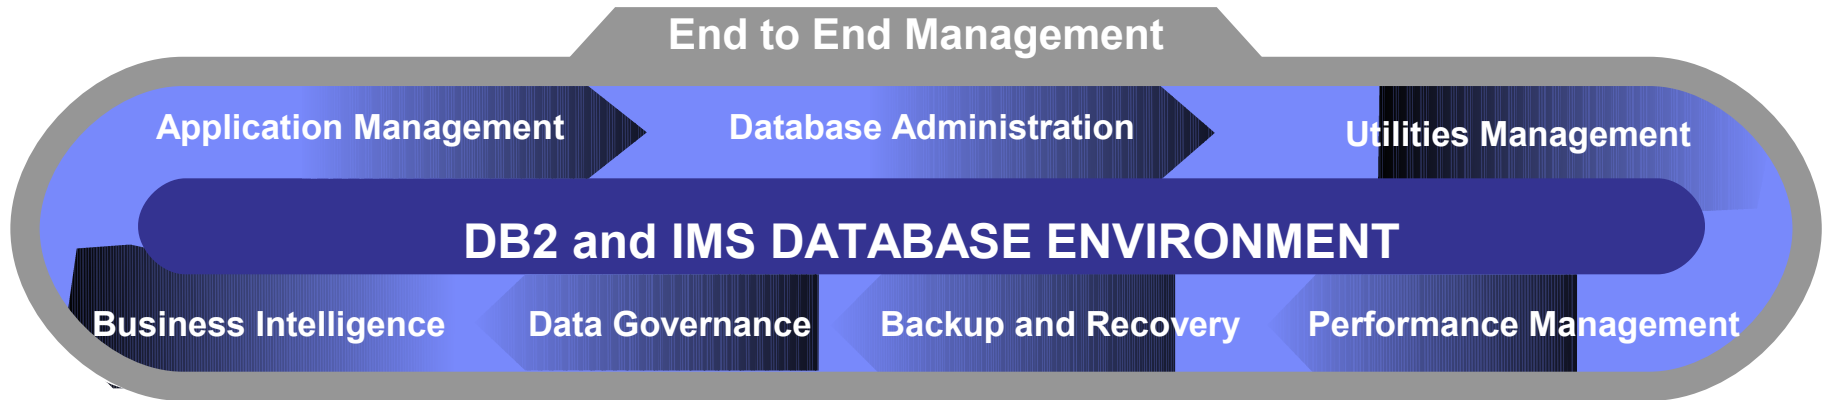 End to End Management
Application Management
Database Administration
Utilities Management
DB2 and IMS DATABASE ENVIRONMENT
Business Intelligence
Data Governance
Backup and Recovery
Performance Management